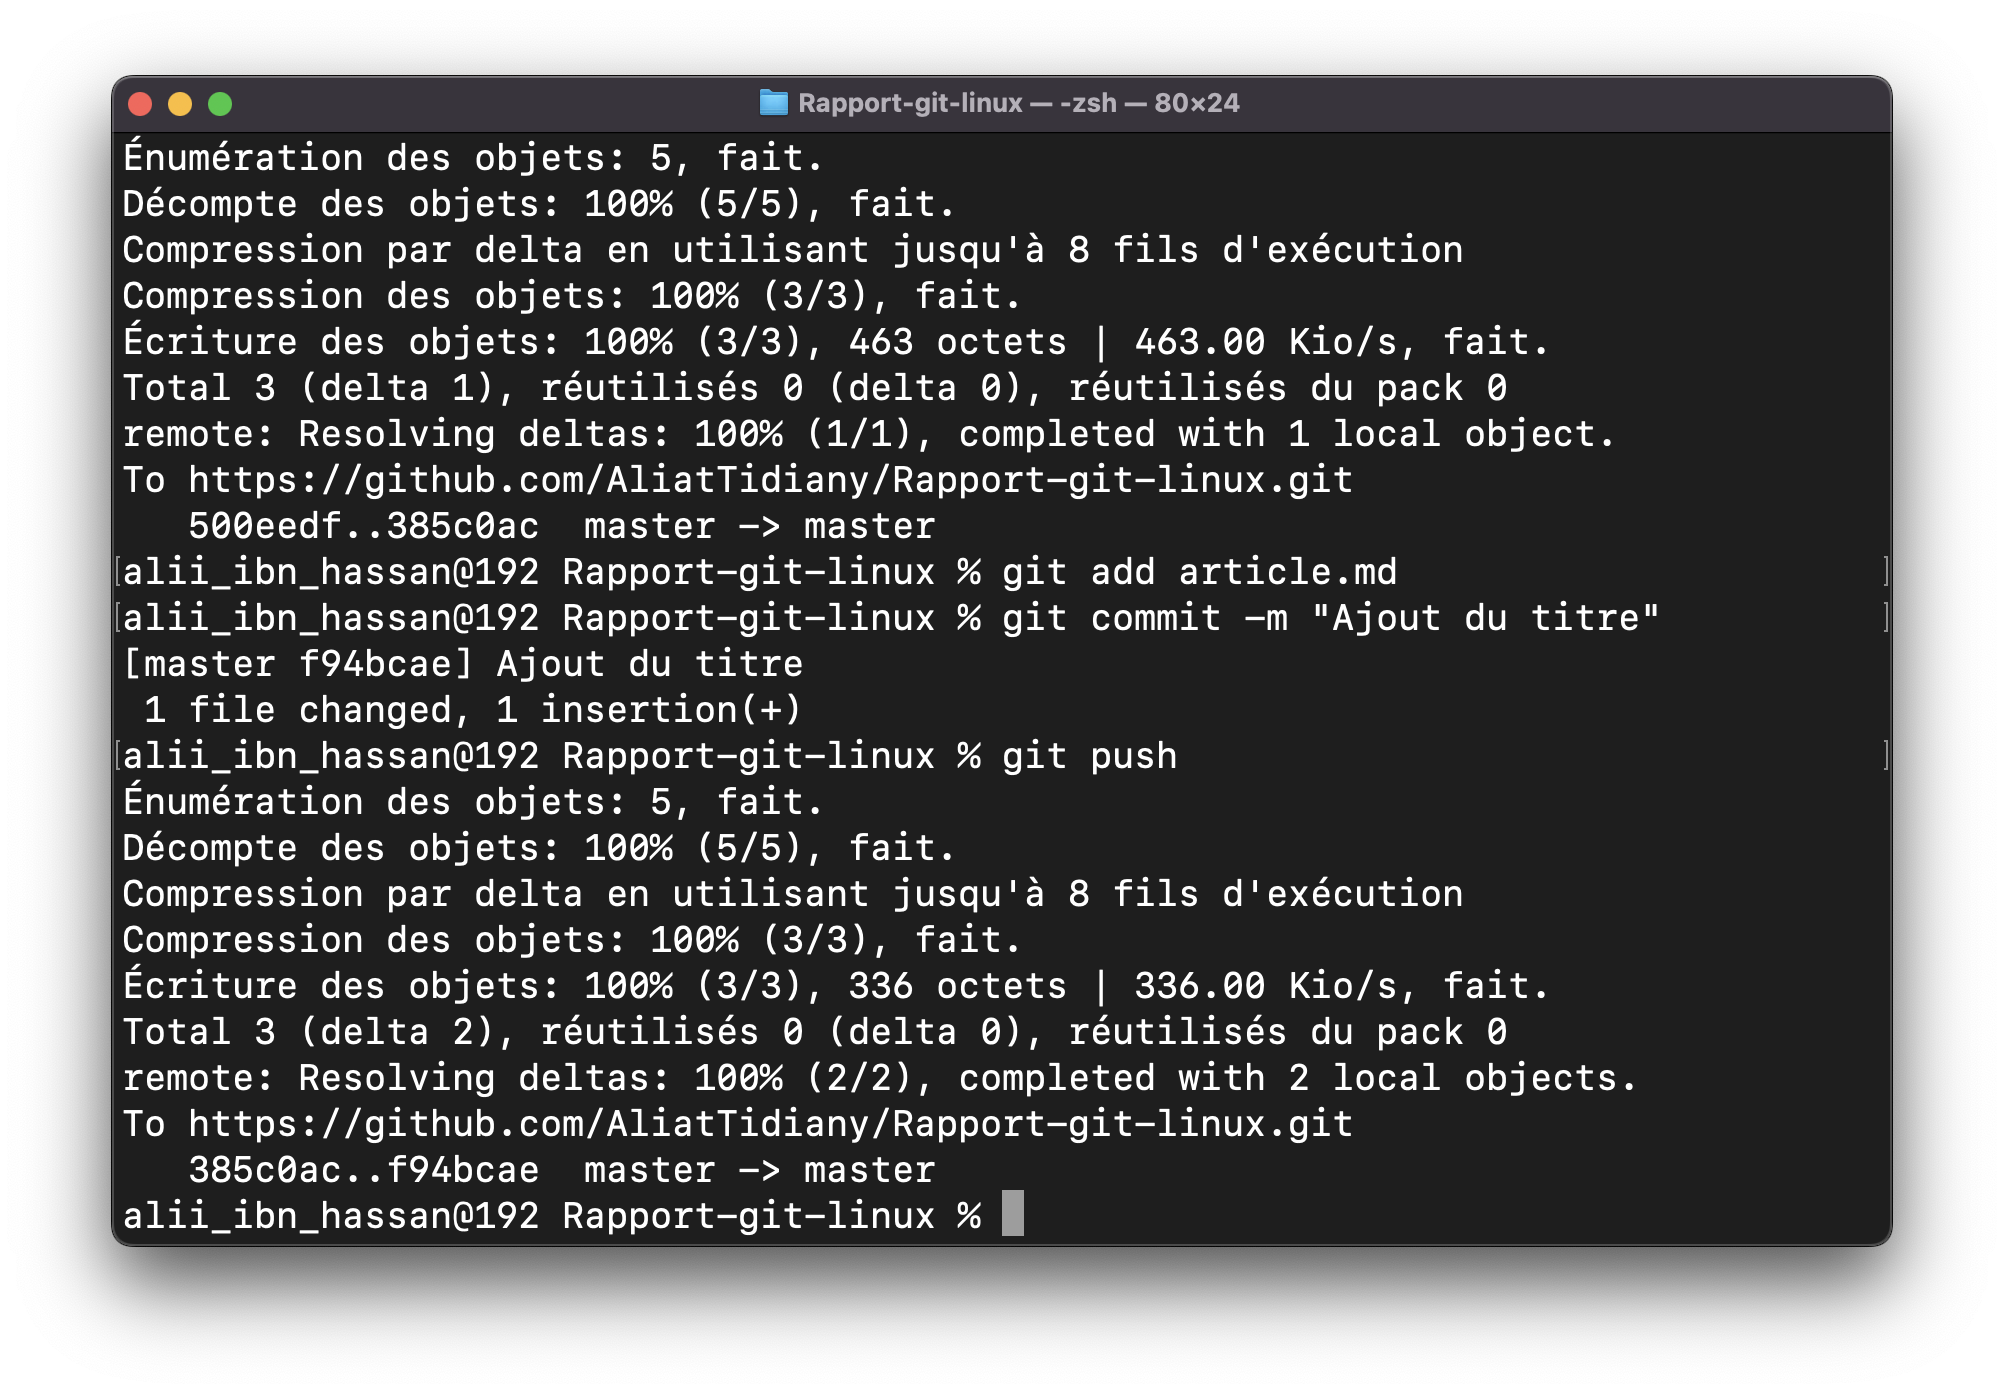 Rapport-git-linux — -zsh — 80×24
Énumération des objets: 5, fait.
Décompte des objets: 100% (5/5), fait.
Compression par delta en utilisant jusqu'à 8 fils d'exécution
Compression des objets: 100% (3/3), fait.
Écriture des objets: 100% (3/3), 463 octets | 463.00 Kio/s, fait.
Total 3 (delta 1), réutilisés 0 (delta 0), réutilisés du pack 0
remote: Resolving deltas: 100% (1/1), completed with 1 local object.
To https://github.com/AliatTidiany/Rapport-git-linux.git
   500eedf..385c0ac  master -> master
[alii_ibn_hassan@192 Rapport-git-linux % git add article.md ]
[alii_ibn_hassan@192 Rapport-git-linux % git commit -m "Ajout du titre" ]
[master f94bcae] Ajout du titre
 1 file changed, 1 insertion(+)
[alii_ibn_hassan@192 Rapport-git-linux % git push ]
Énumération des objets: 5, fait.
Décompte des objets: 100% (5/5), fait.
Compression par delta en utilisant jusqu'à 8 fils d'exécution
Compression des objets: 100% (3/3), fait.
Écriture des objets: 100% (3/3), 336 octets | 336.00 Kio/s, fait.
Total 3 (delta 2), réutilisés 0 (delta 0), réutilisés du pack 0
remote: Resolving deltas: 100% (2/2), completed with 2 local objects.
To https://github.com/AliatTidiany/Rapport-git-linux.git
   385c0ac..f94bcae  master -> master
alii_ibn_hassan@192 Rapport-git-linux %